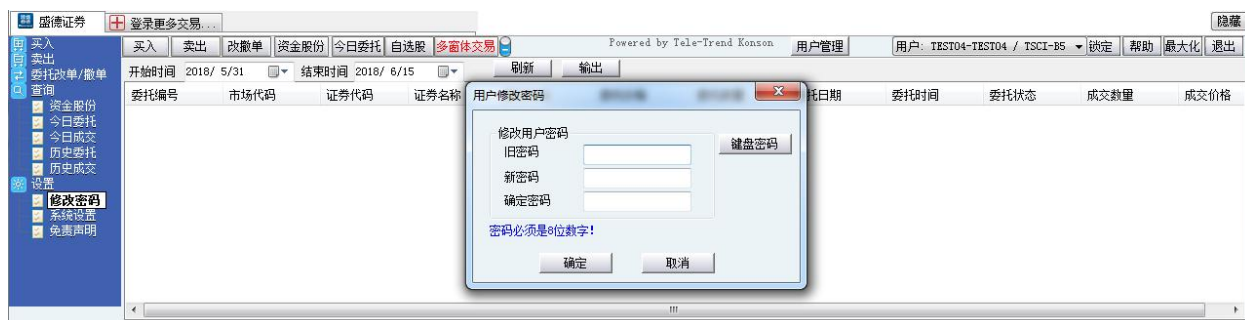 盛德证券 登录更多交易... 隐藏
买入 卖出 改撤单 资金股份 今日委托 自选股 多窗体交易 Powered by Tele-Trend Konson 用户管理 用户: TEST04-TEST04 / TSCI-B5 锁定 帮助 最大化 退出
开始时间 2018/ 5/31 结束时间 2018/ 6/15 刷新 输出
委托编号 市场代码 证券代码 证券名称 托日期 委托时间 委托状态 成交数量 成交价格
买入
卖出
委托改单/撤单
查询
资金股份
今日委托
今日成交
历史委托
历史成交
设置
修改密码
系统设置
免责声明
用户修改密码
修改用户密码
旧密码 键盘密码
新密码
确定密码
密码必须是8位数字!
确定 取消